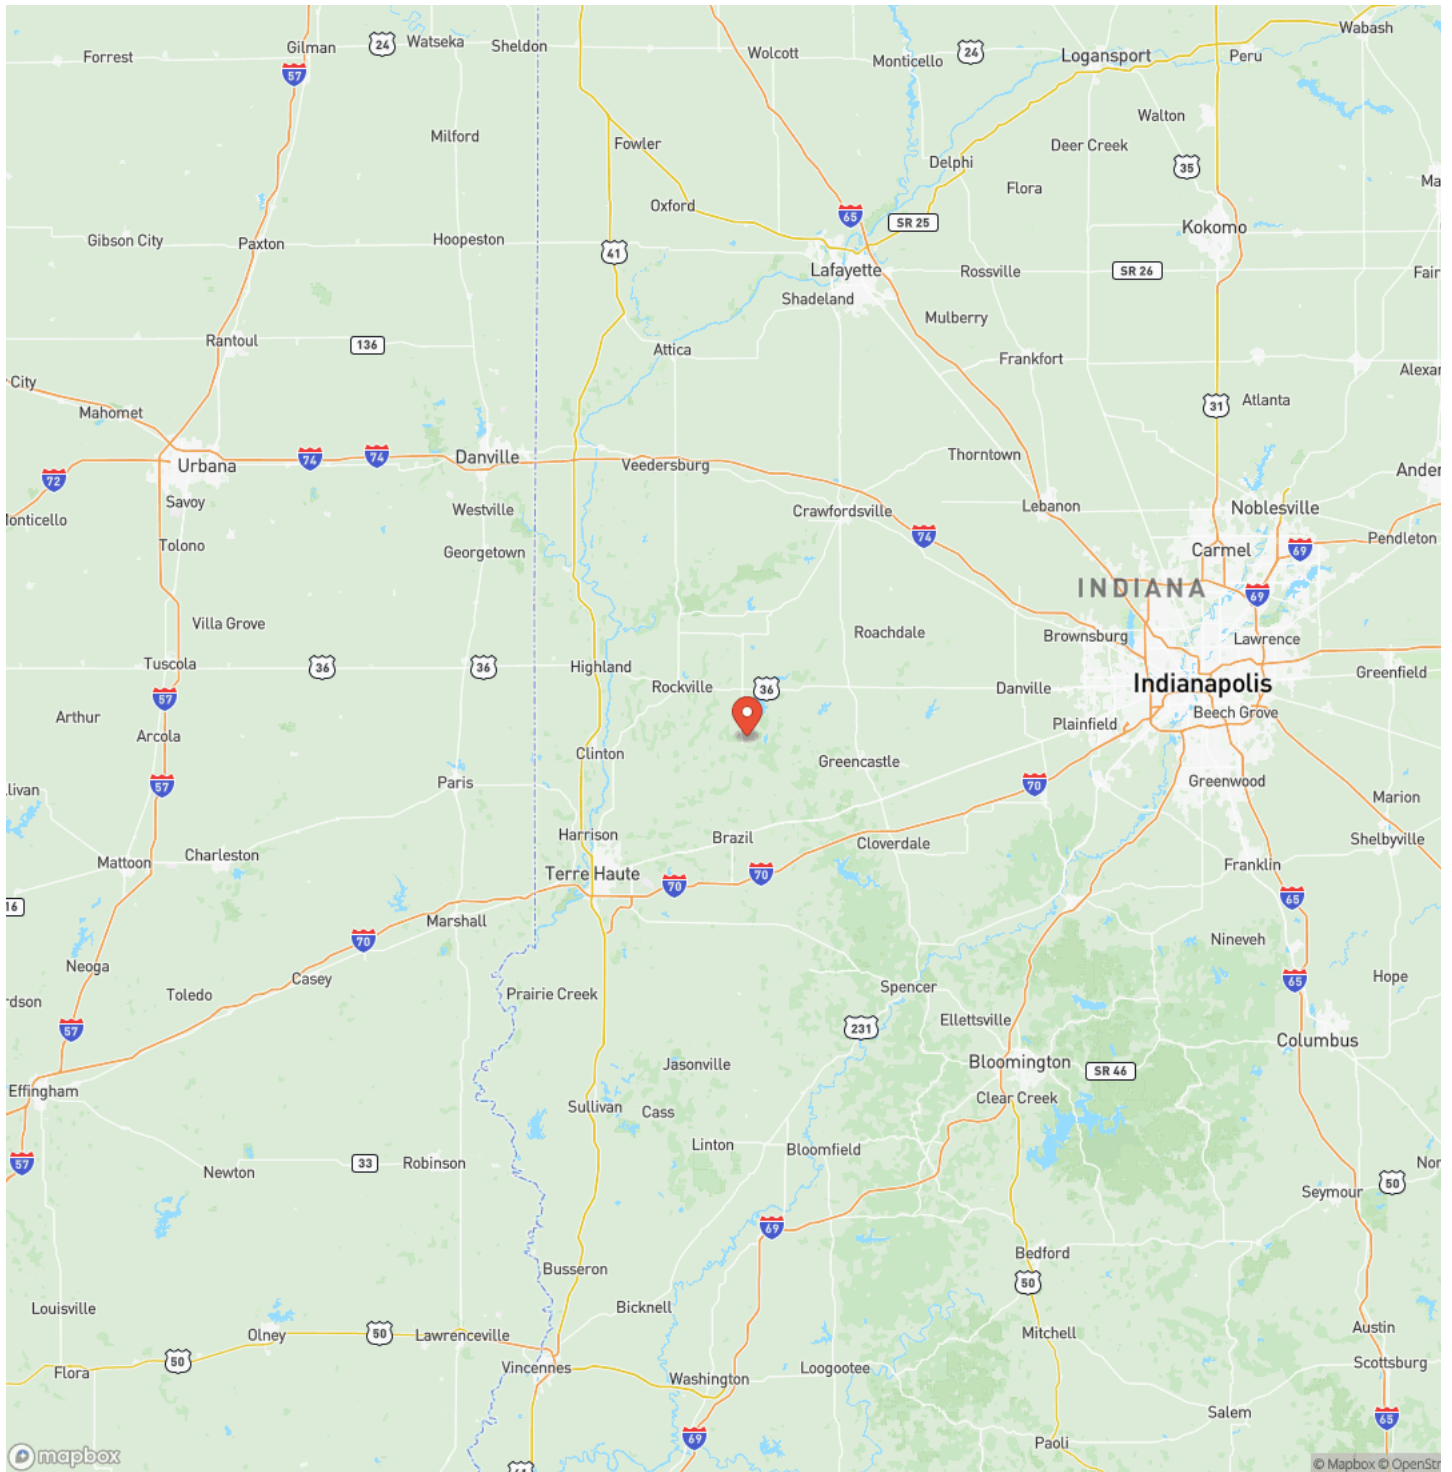 Wabash
Gilman
24
Watseka
Sheldon
Wolcott
24
Logansport
Peru
Forrest
57
Monticello
Walton
Milford
Fowler
Deer Creek
Delphi
35
Ma
Oxford
Flora
65
SR 25
Kokomo
Gibson City
Paxton
Hoopeston
41
Lafayette
Rossville
SR 26
Fair
Shadeland
Mulberry
Rantoul
136
Attica
Frankfort
Alexar
City
Mahomet
31
Atlanta
Urbana
74
74
Danville
Veedersburg
Thorntown
Ander
72
Savoy
Westville
Crawfordsville
Lebanon
Noblesville
Monticello
Tolono
Georgetown
74
Carmel
69
Pendleton
INDIANA
69
Villa Grove
Roachdale
Brownsburg
Lawrence
Tuscola
36
36
Highland
Rockville
36
Danville
Indianapolis
Greenfield
57
Arthur
Plainfield
Beech Grove
Arcola
Clinton
Greencastle
57
Paris
70
Greenwood
llivan
Marion
Harrison
Brazil
Cloverdale
Shelbyville
Mattoon
Charleston
Terre Haute
70
70
Franklin
16
Marshall
65
70
Nineveh
Neoga
Casey
Hope
rdson
Toledo
Prairie Creek
Spencer
65
57
231
Ellettsville
Columbus
Jasonville
Bloomington
SR 46
Effingham
Sullivan
Cass
Clear Creek
Linton
Bloomfield
57
Newton
33
Robinson
Nor
50
Seymour
69
Bedford
Busseron
50
Louisville
Bicknell
Olney
50
Lawrenceville
Mitchell
Austin
50
Flora
Vincennes
Washington
Loogootee
Scottsburg
Salem
65
69
Paoli
mapbox
© Mapbox © OpenStr